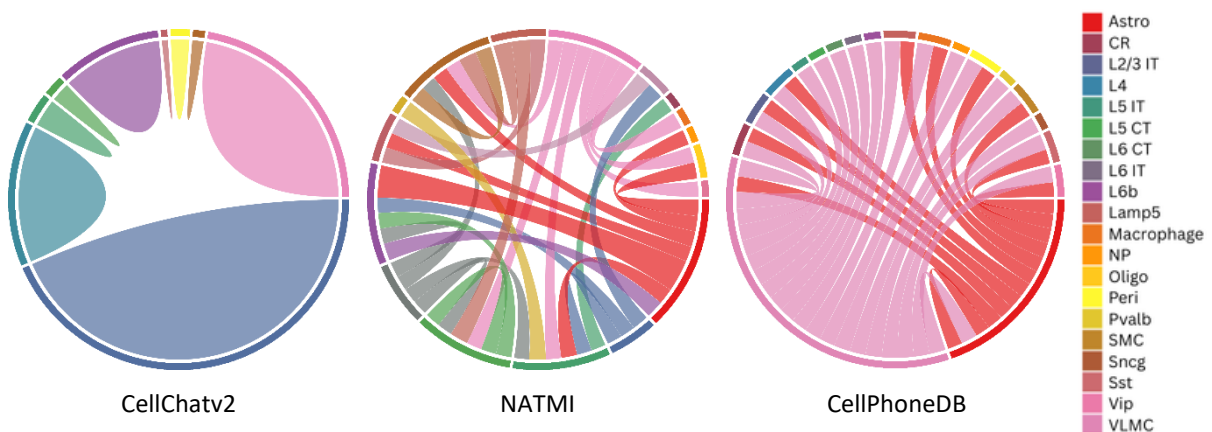 Astro
CR
L2/3 IT
L4
L5 IT
L5 CT
L6 CT
L6 IT
L6b
Lamp5
Macrophage
NP
Oligo
Peri
Pvalb
SMC
Sncg
Sst
Vip
VLMC
CellChatv2
NATMI
CellPhoneDB